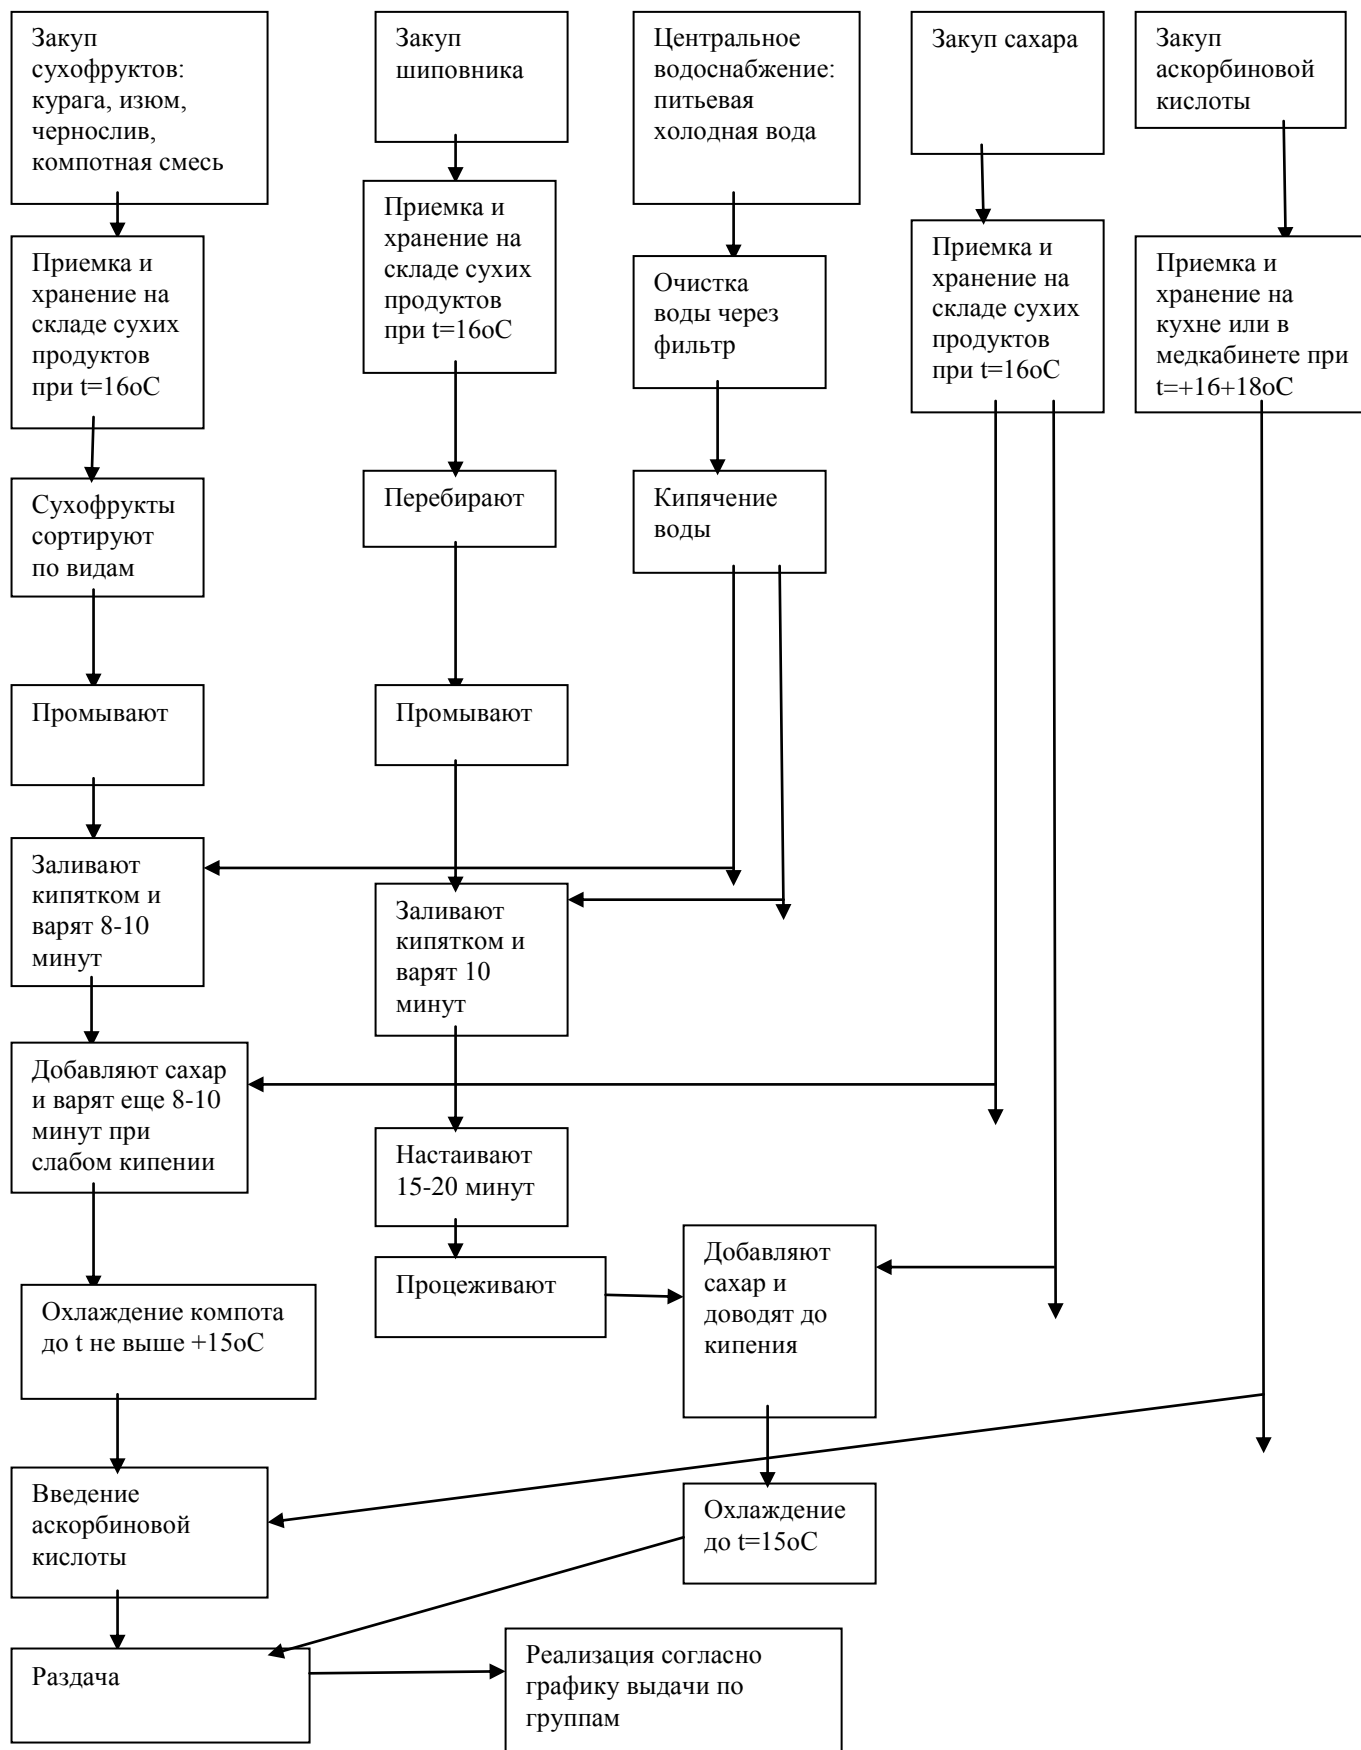 Закуп
сухофруктов:
курага, изюм,
чернослив,
компотная смесь
Закуп
шиповника
Центральное
водоснабжение:
питьевая
холодная вода
Закуп сахара
Закуп
аскорбиновой
кислоты
Приемка и
хранение на
складе сухих
продуктов
при t=16оС
Приемка и
хранение на
складе сухих
продуктов
при t=16оС
Очистка
воды через
фильтр
Приемка и
хранение на
складе сухих
продуктов
при t=16оС
Приемка и
хранение на
кухне или в
медкабинете при
t=+16+18оС
Сухофрукты
сортируют
по видам
Перебирают
Кипячение
воды
Промывают
Промывают
Заливают
кипятком и
варят 8-10
минут
Заливают
кипятком и
варят 10
минут
Добавляют сахар
и варят еще 8-10
минут при
слабом кипении
Настаивают
15-20 минут
Процеживают
Добавляют
сахар и
доводят до
кипения
Охлаждение компота
до t не выше +15оС
Введение
аскорбиновой
кислоты
Охлаждение
до t=15оС
Раздача
Реализация согласно
графику выдачи по
группам